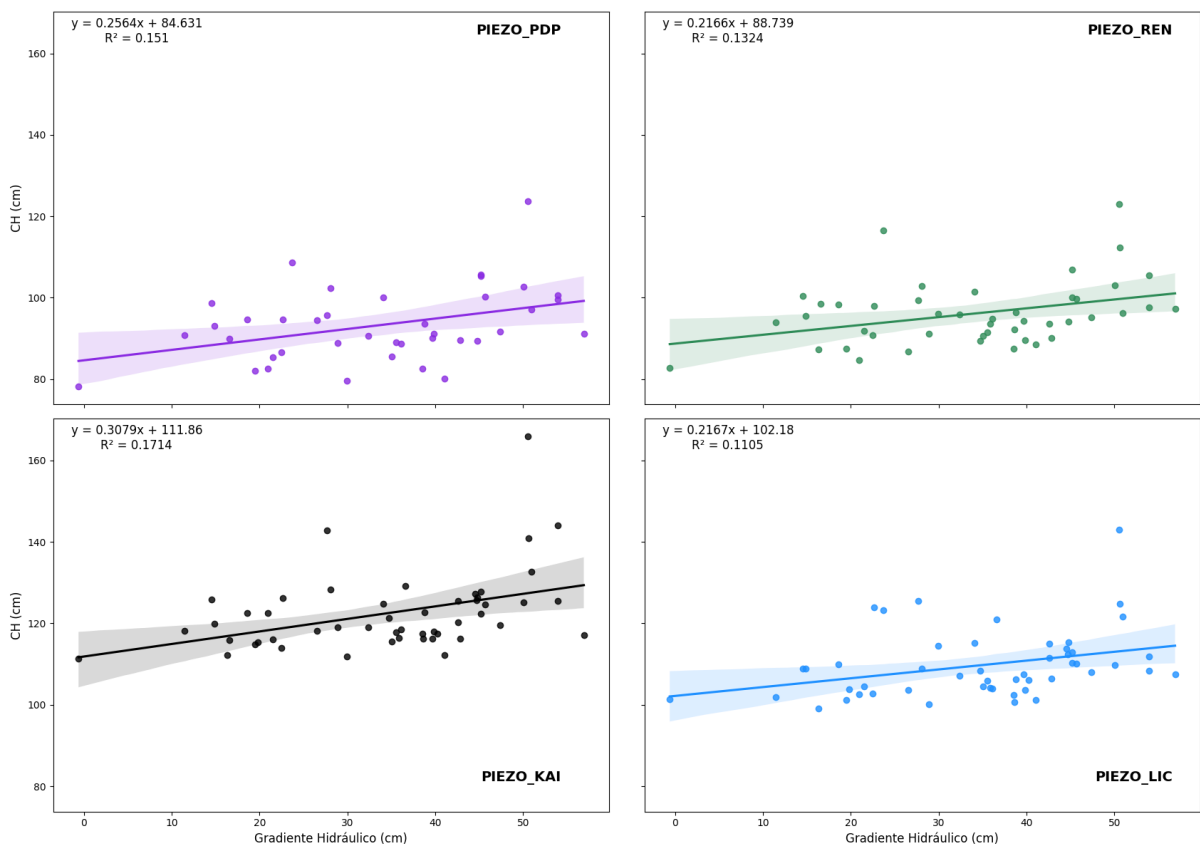 y = 0.2564x + 84.631
R² = 0.151
PIEZO_PDP
160
140
120
100
80
CH (cm)
y = 0.2166x + 88.739
R² = 0.1324
PIEZO_REN
y = 0.3079x + 111.86
R² = 0.1714
PIEZO_KAI
160
140
120
100
80
CH (cm)
0 10 20 30 40 50
Gradiente Hidráulico (cm)
y = 0.2167x + 102.18
R² = 0.1105
PIEZO_LIC
0 10 20 30 40 50
Gradiente Hidráulico (cm)